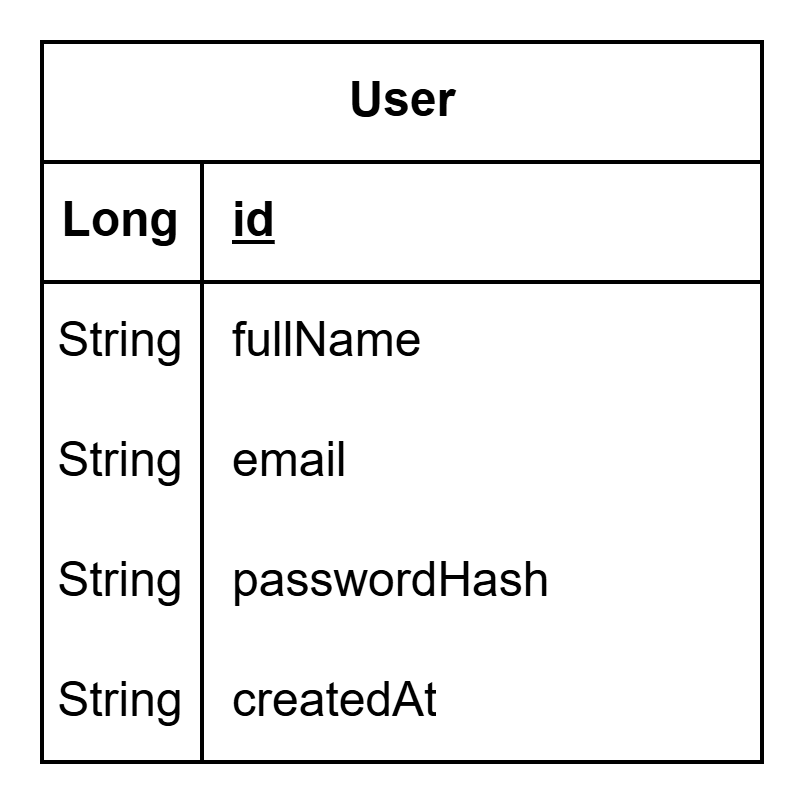 User
Long id
String fullName
String email
String passwordHash
String createdAt